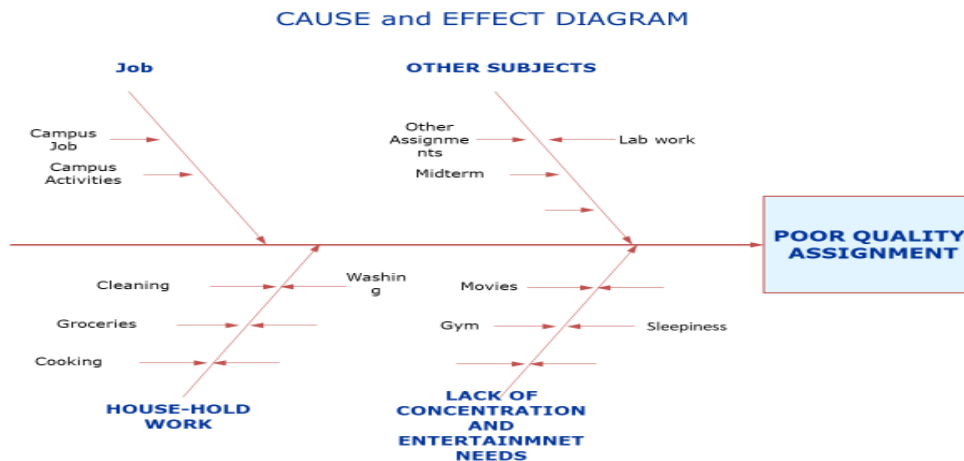 CAUSE and EFFECT DIAGRAM
Job
OTHER SUBJECTS
Campus
Job
Campus
Activities
Other
Assignme
nts
Lab work
Midterm
POOR QUALITY
ASSIGNMENT
Cleaning
Washin
g
Groceries
Cooking
Movies
Gym
Sleepiness
HOUSE-HOLD
WORK
LACK OF
CONCENTRATION
AND
ENTERTAINMNET
NEEDS